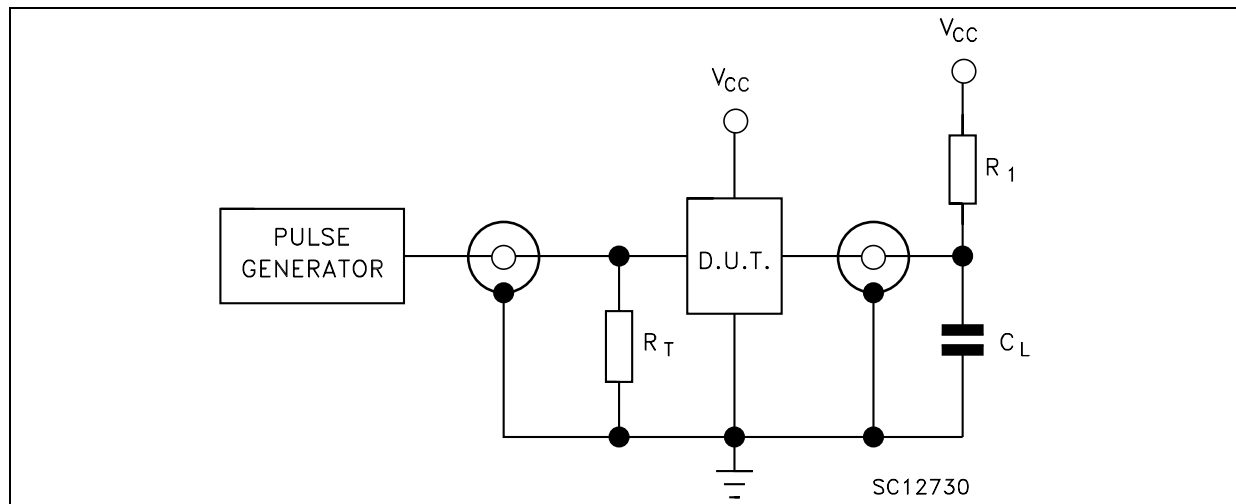 VCC
VCC
R1
PULSE
GENERATOR
D.U.T.
RT
CL
SC12730